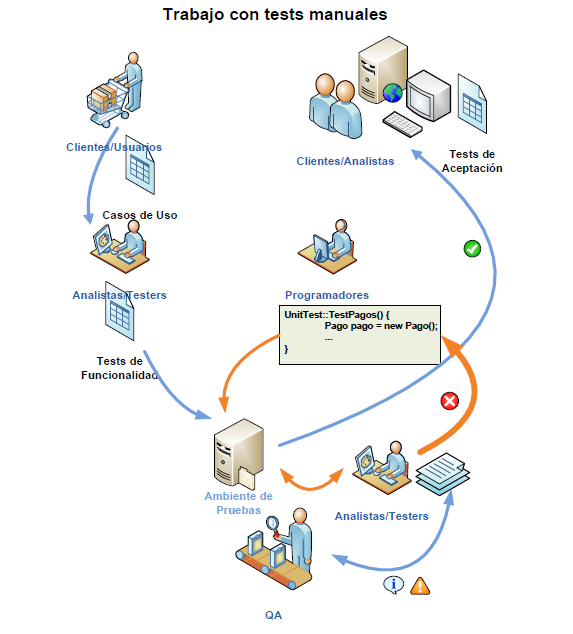 Trabajo con tests manuales
Clientes/Usuarios
Clientes/Analistas
Tests de
Aceptación
Casos de Uso
Analistas/Testers
Programadores
UnitTest::TestPagos() {
Pago pago = new Pago();
...
}
Tests de
Funcionalidad
Ambiente de
Pruebas
Analistas/Testers
QA